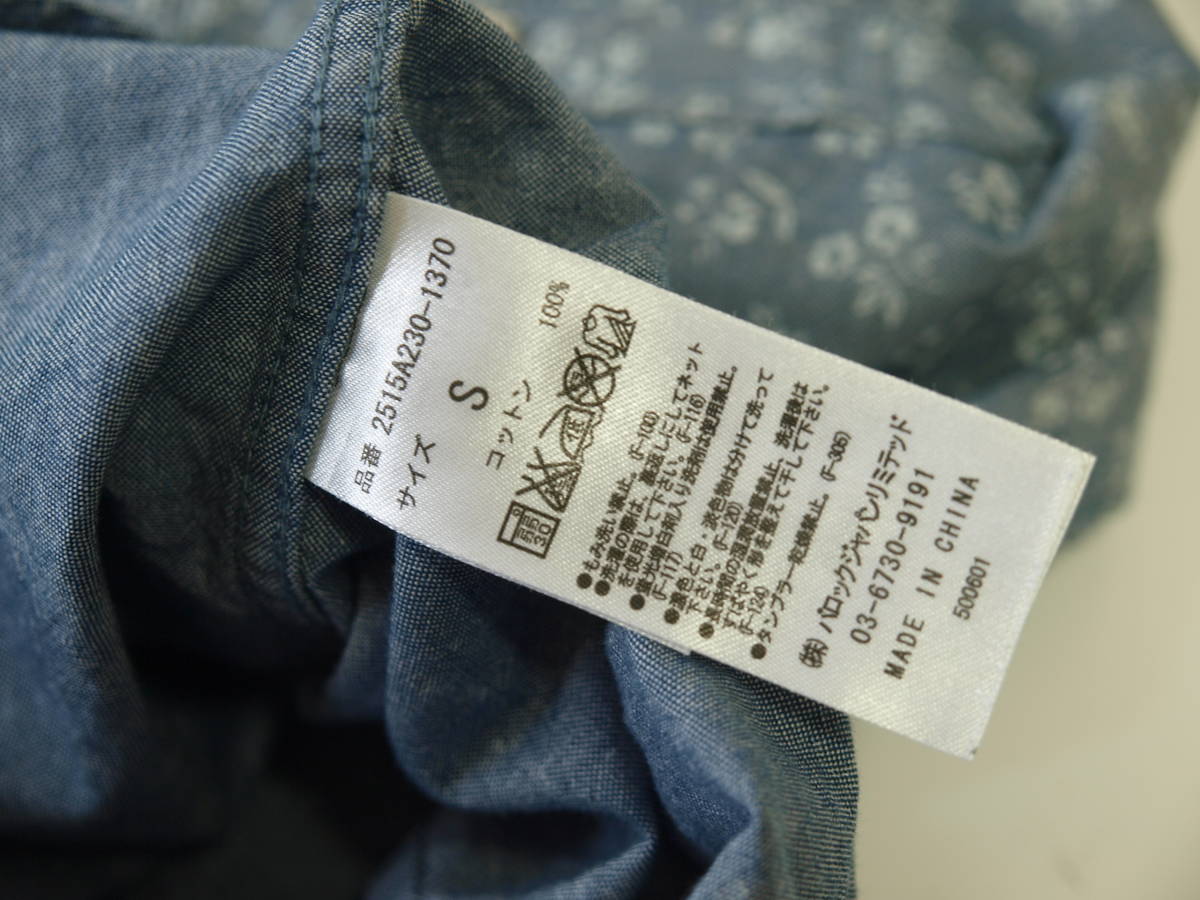 品番 2515A230-1370
サイズ
S
コットン 100%
弱
30
低
●もみ洗い禁止。(F-100)
●洗濯の際は、裏返しにしてネット
を使用して下さい。(F-116)
●蛍光増白剤入り洗剤は使用禁止。
(F-117)
●濃色と白・淡色物は分けて洗って
下さい。(F-120)
●長時間の湿潤放置禁止。洗濯後は
すばやく形を整えて干して下さい。
(F-124)
●タンブラー乾燥禁止。(F-305)
(株)バロックジャパンリミテッド
03-6730-9191
MADE IN CHINA
500601